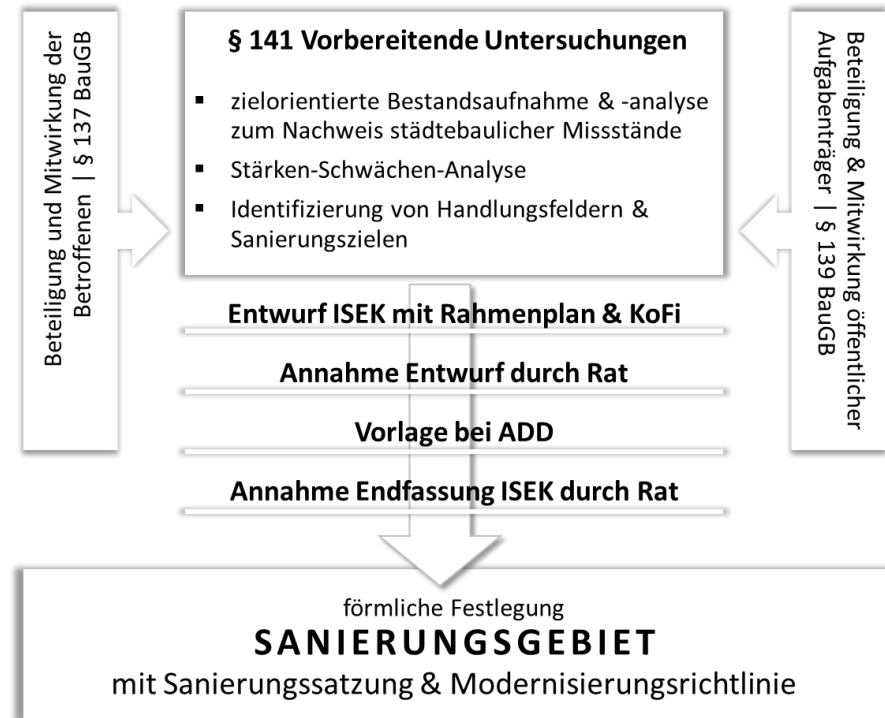 Beteiligung und Mitwirkung der
Betroffenen | § 137 BauGB
§ 141 Vorbereitende Untersuchungen
▪ zielorientierte Bestandsaufnahme & -analyse
zum Nachweis städtebaulicher Missstände
▪ Stärken-Schwächen-Analyse
▪ Identifizierung von Handlungsfeldern &
Sanierungszielen
Beteiligung & Mitwirkung öffentlicher
Aufgabenträger | § 139 BauGB
Entwurf ISEK mit Rahmenplan & KoFi
Annahme Entwurf durch Rat
Vorlage bei ADD
Annahme Endfassung ISEK durch Rat
förmliche Festlegung
SANIERUNGSGEBIET
mit Sanierungssatzung & Modernisierungsrichtlinie